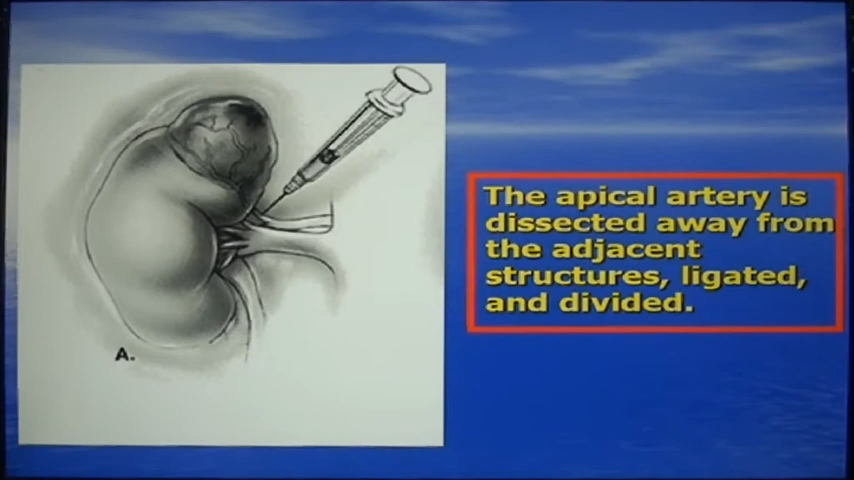 The apical artery is
dissected away from
the adjacent
structures, ligated,
and divided.
A.